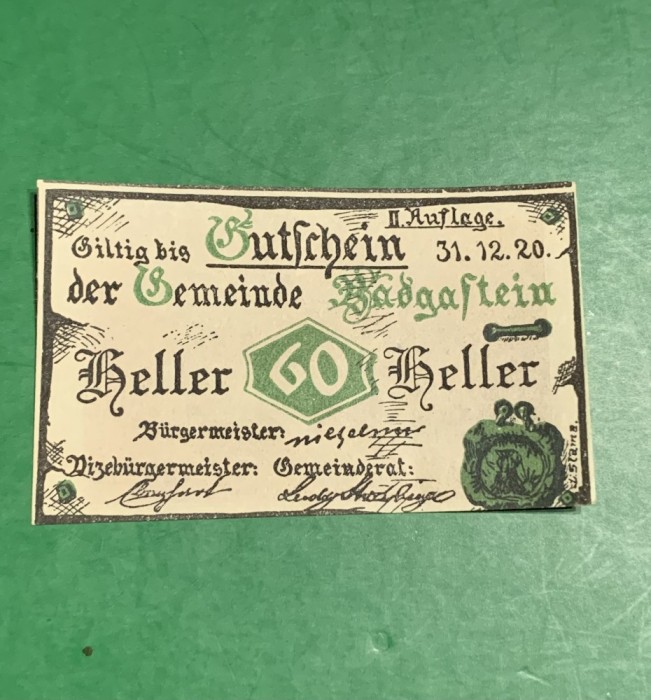 II. Auflage.
Giltig bis Gutschein 31.12.20.
der Gemeinde Badgastein
Heller 60 Heller
Bürgermeister:
Vizebürgermeister: Gemeinderat: